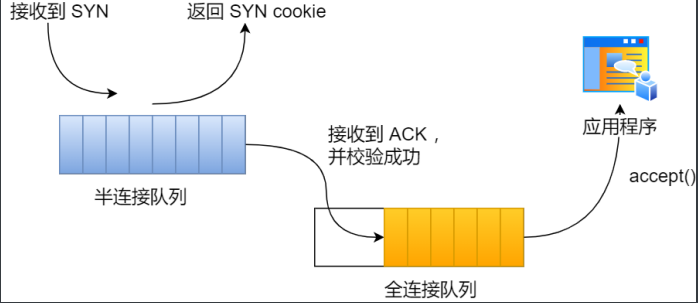 接收到 SYN
返回 SYN cookie
应用程序
接收到 ACK，
并校验成功
accept()
半连接队列
全连接队列